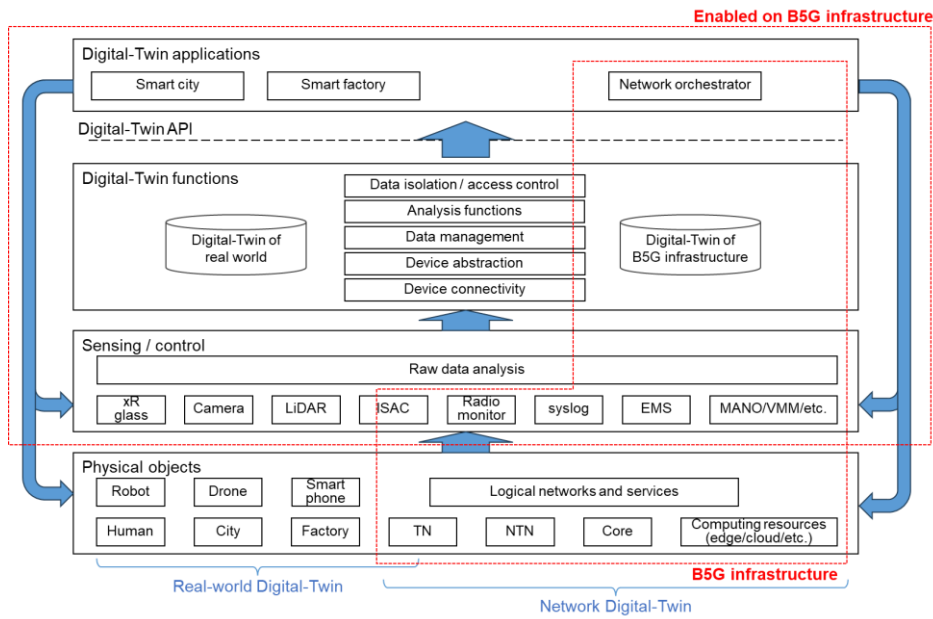 Enabled on B5G infrastructure
Digital-Twin applications
Smart city
Smart factory
Network orchestrator
Digital-Twin API
Digital-Twin functions
Data isolation / access control
Analysis functions
Data management
Device abstraction
Device connectivity
Digital-Twin of
real world
Digital-Twin of
B5G infrastructure
Sensing / control
Raw data analysis
xR
glass
Camera
LiDAR
ISAC
Radio
monitor
syslog
EMS
MANO/VMM/etc.
Physical objects
Robot
Drone
Smart
phone
Logical networks and services
Human
City
Factory
TN
NTN
Core
Computing resources
(edge/cloud/etc.)
B5G infrastructure
Real-world Digital-Twin
Network Digital-Twin